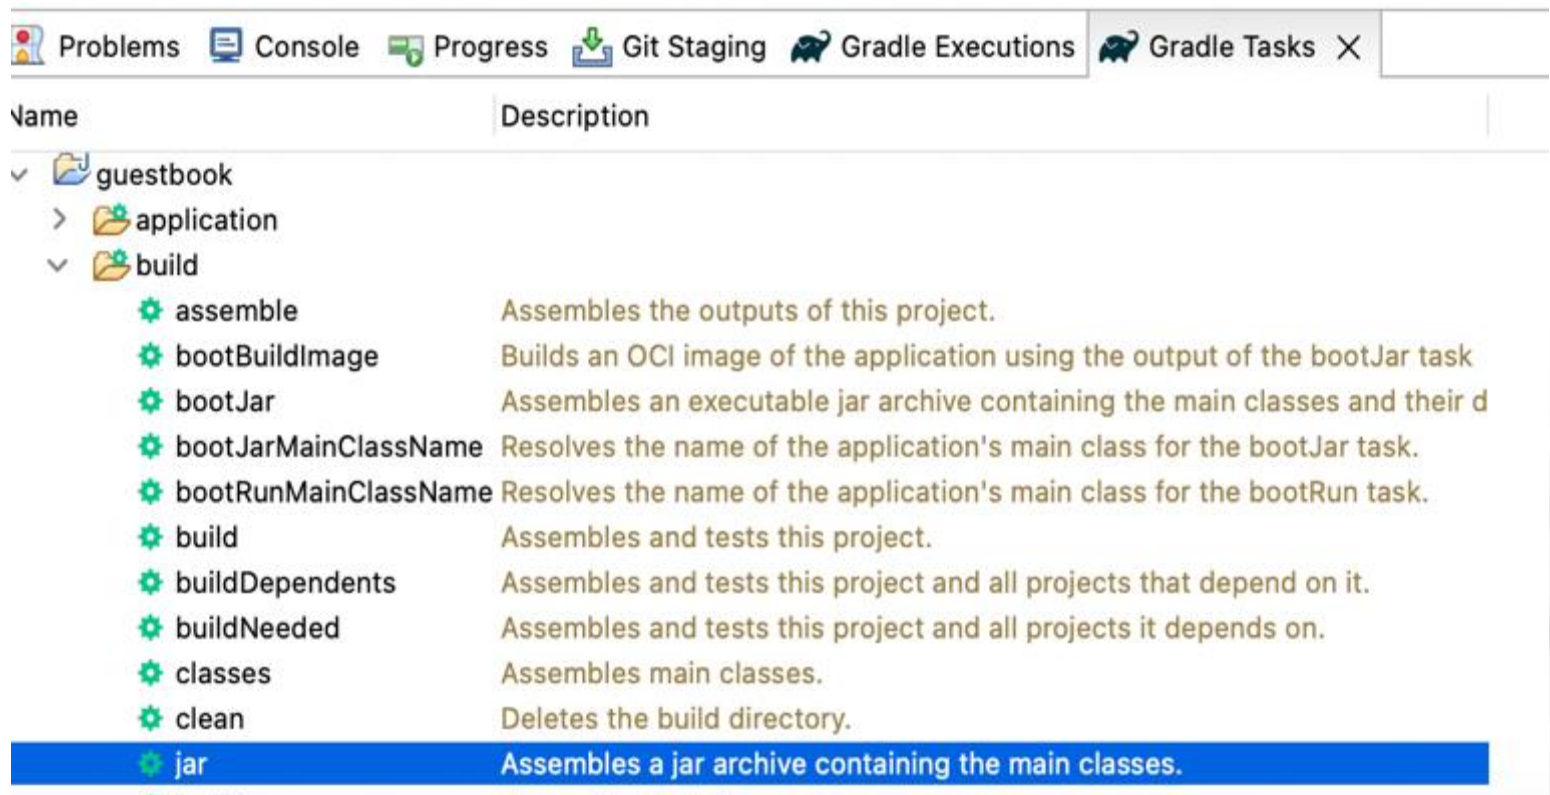 Problems Console Progress Git Staging Gradle Executions Gradle Tasks
Name Description
guestbook
application
build
assemble Assembles the outputs of this project.
bootBuildImage Builds an OCI image of the application using the output of the bootJar task
bootJar Assembles an executable jar archive containing the main classes and their d
bootJarMainClassName Resolves the name of the application's main class for the bootJar task.
bootRunMainClassName Resolves the name of the application's main class for the bootRun task.
build Assembles and tests this project.
buildDependents Assembles and tests this project and all projects that depend on it.
buildNeeded Assembles and tests this project and all projects it depends on.
classes Assembles main classes.
clean Deletes the build directory.
jar Assembles a jar archive containing the main classes.